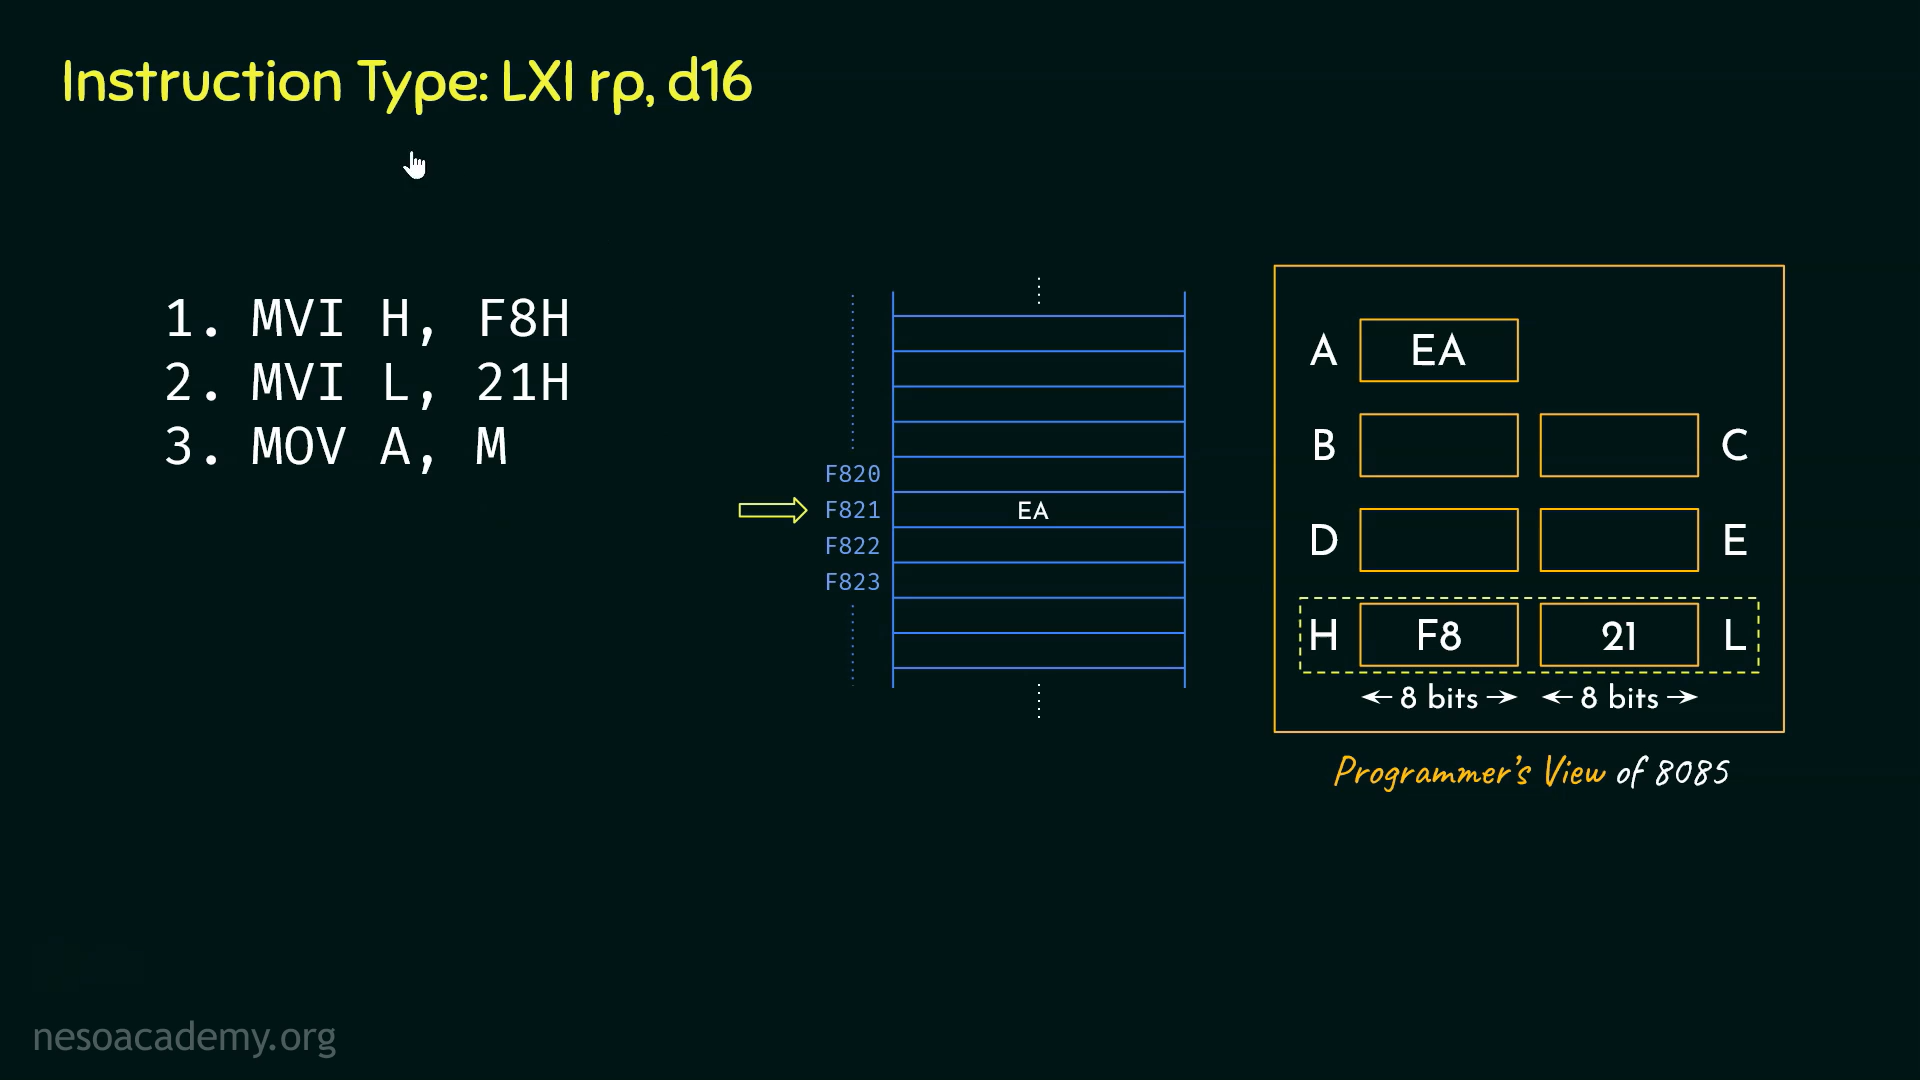 Instruction Type: LXI rp, d16
1. MVI H, F8H
2. MVI L, 21H
3. MOV A, M
F820
F821 EA
F822
F823
A EA
B C
D E
H F8 21 L
8 bits 8 bits
Programmer's View of 8085
nesoacademy.org